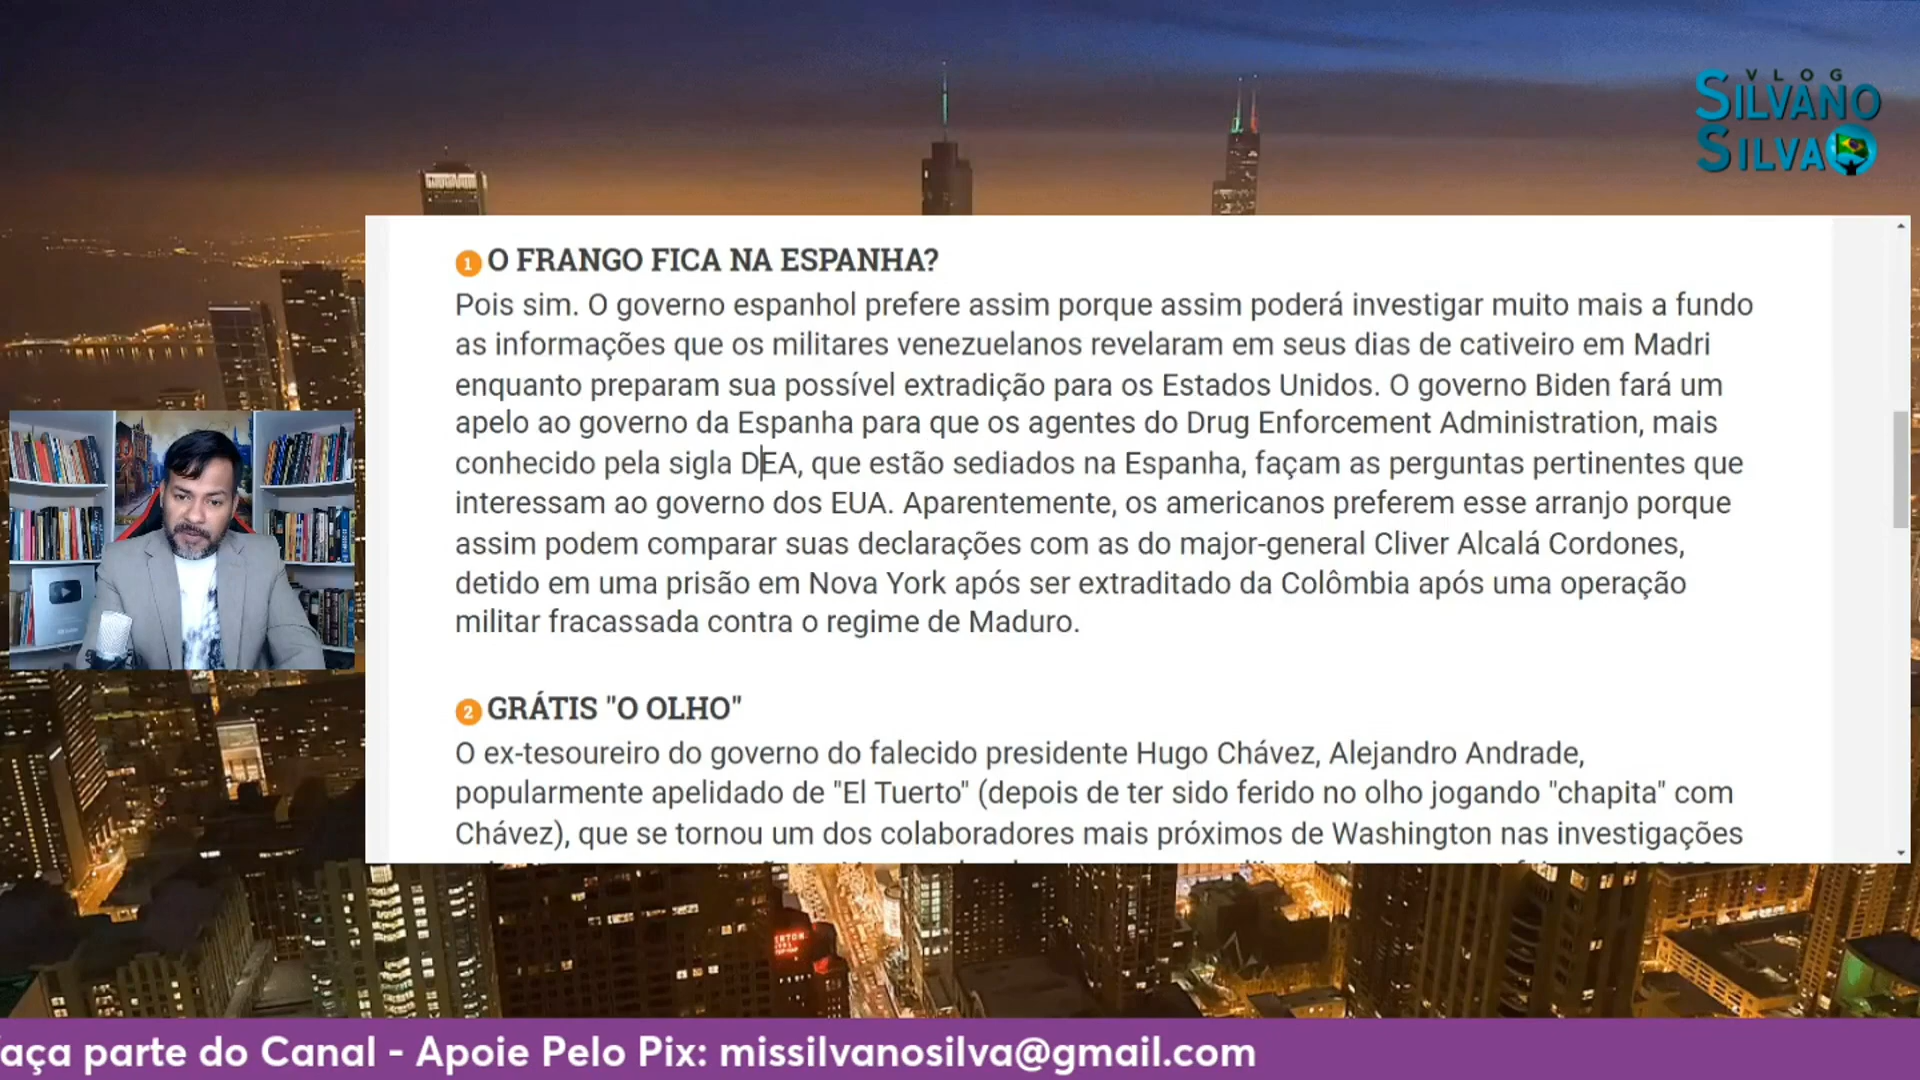 VLOG
SILVANO
SILVA
1 O FRANGO FICA NA ESPANHA?
Pois sim. O governo espanhol prefere assim porque assim poderá investigar muito mais a fundo
as informações que os militares venezuelanos revelaram em seus dias de cativeiro em Madri
enquanto preparam sua possível extradição para os Estados Unidos. O governo Biden fará um
apelo ao governo da Espanha para que os agentes do Drug Enforcement Administration, mais
conhecido pela sigla DEA, que estão sediados na Espanha, façam as perguntas pertinentes que
interessam ao governo dos EUA. Aparentemente, os americanos preferem esse arranjo porque
assim podem comparar suas declarações com as do major-general Cliver Alcalá Cordones,
detido em uma prisão em Nova York após ser extraditado da Colômbia após uma operação
militar fracassada contra o regime de Maduro.
2 GRÁTIS "O OLHO"
O ex-tesoureiro do governo do falecido presidente Hugo Chávez, Alejandro Andrade,
popularmente apelidado de "El Tuerto" (depois de ter sido ferido no olho jogando "chapita" com
Chávez), que se tornou um dos colaboradores mais próximos de Washington nas investigações
aça parte do Canal - Apoie Pelo Pix: missilvanosilva@gmail.com